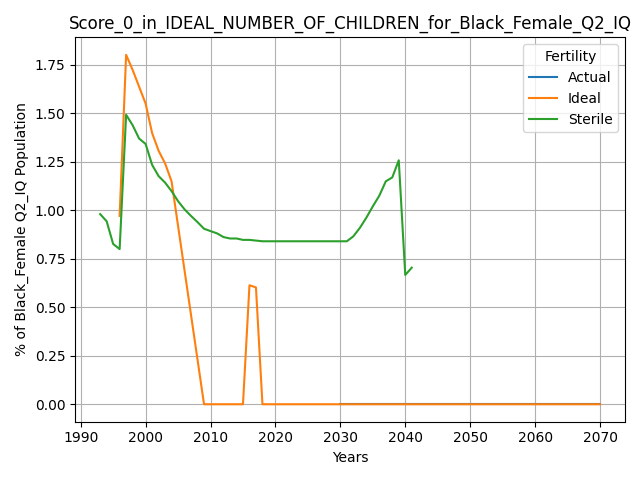 Score_0_in_IDEAL_NUMBER_OF_CHILDREN_for_Black_Female_Q2_IQ
Fertility
Actual
Ideal
Sterile
% of Black_Female Q2_IQ Population
1.75
1.50
1.25
1.00
0.75
0.50
0.25
0.00
1990 2000 2010 2020 2030 2040 2050 2060 2070
Years